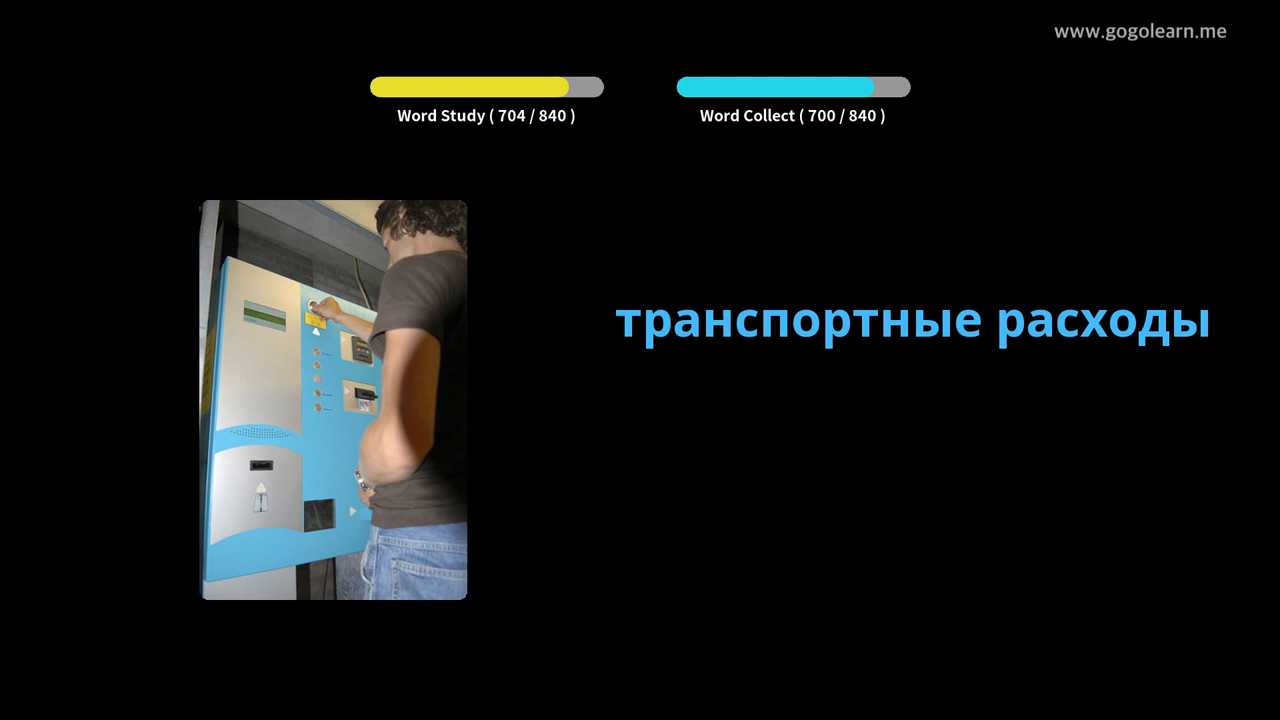 www.gogolearn.me
Word Study ( 704 / 840 )
Word Collect ( 700 / 840 )
транспортные расходы